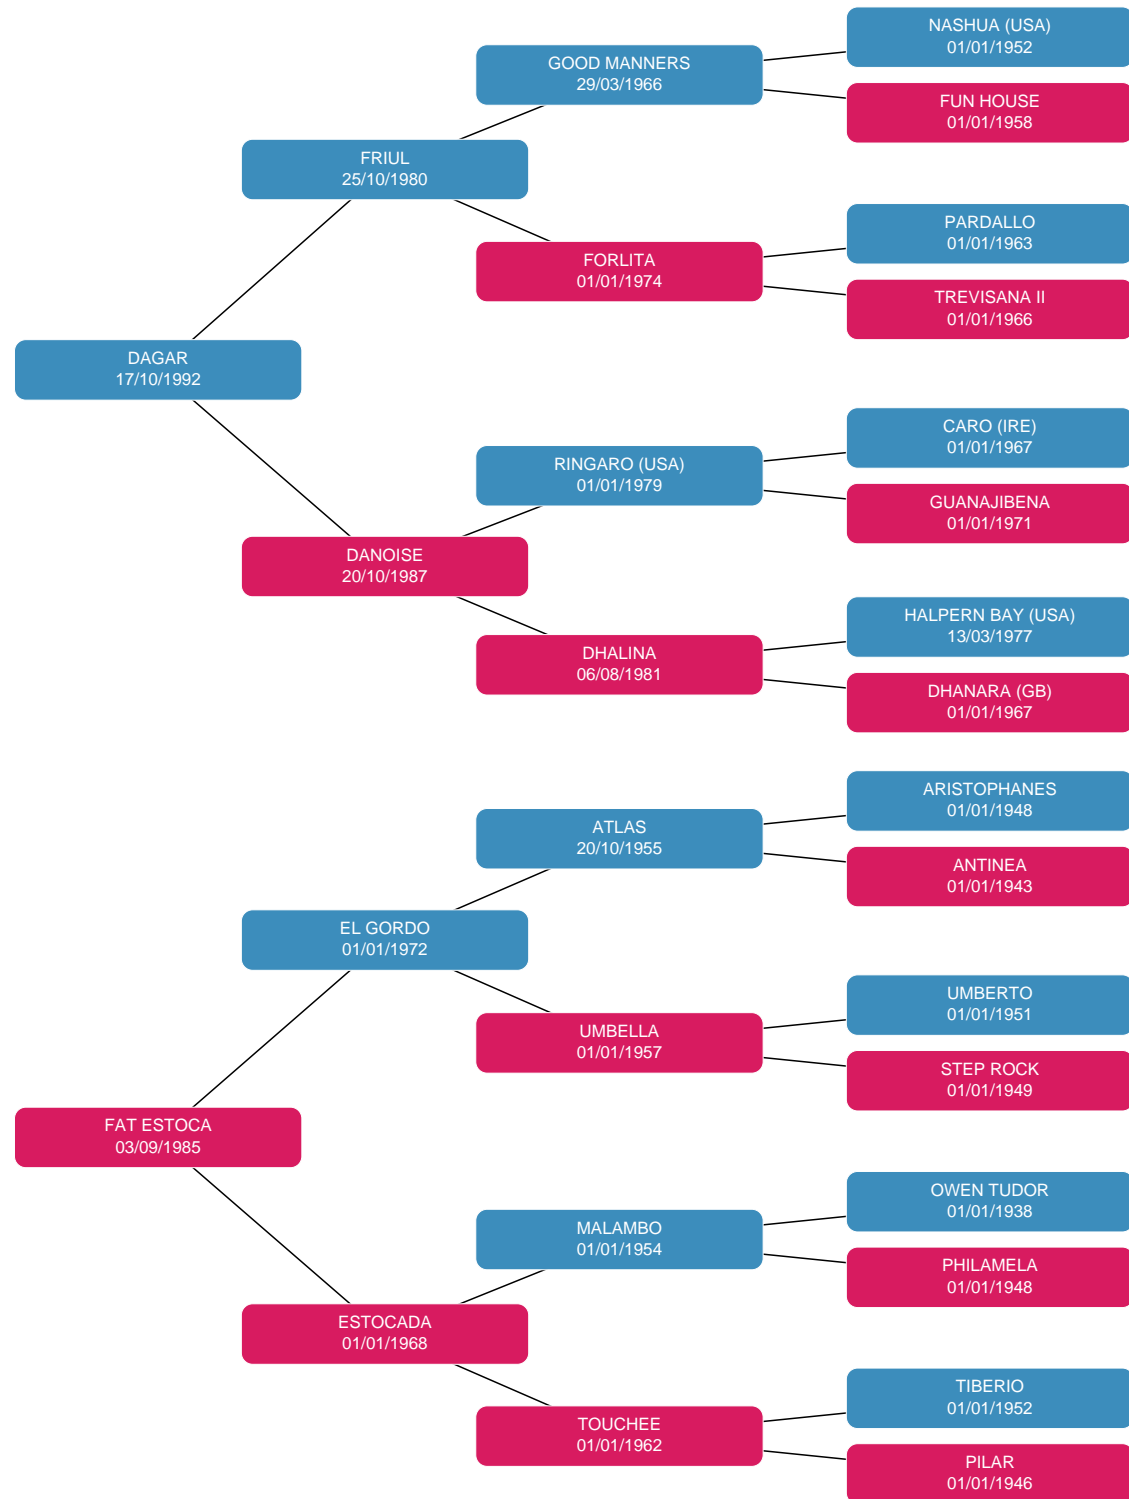 NASHUA (USA)
01/01/1952
GOOD MANNERS
29/03/1966
FUN HOUSE
01/01/1958
FRIUL
25/10/1980
PARDALLO
01/01/1963
FORLITA
01/01/1974
TREVISANA II
01/01/1966
DAGAR
17/10/1992
CARO (IRE)
01/01/1967
RINGARO (USA)
01/01/1979
GUANAJIBENA
01/01/1971
DANOISE
20/10/1987
HALPERN BAY (USA)
13/03/1977
DHALINA
06/08/1981
DHANARA (GB)
01/01/1967
ARISTOPHANES
01/01/1948
ATLAS
20/10/1955
ANTINEA
01/01/1943
EL GORDO
01/01/1972
UMBERTO
01/01/1951
UMBELLA
01/01/1957
STEP ROCK
01/01/1949
FAT ESTOCA
03/09/1985
OWEN TUDOR
01/01/1938
MALAMBO
01/01/1954
PHILAMELA
01/01/1948
ESTOCADA
01/01/1968
TIBERIO
01/01/1952
TOUCHEE
01/01/1962
PILAR
01/01/1946